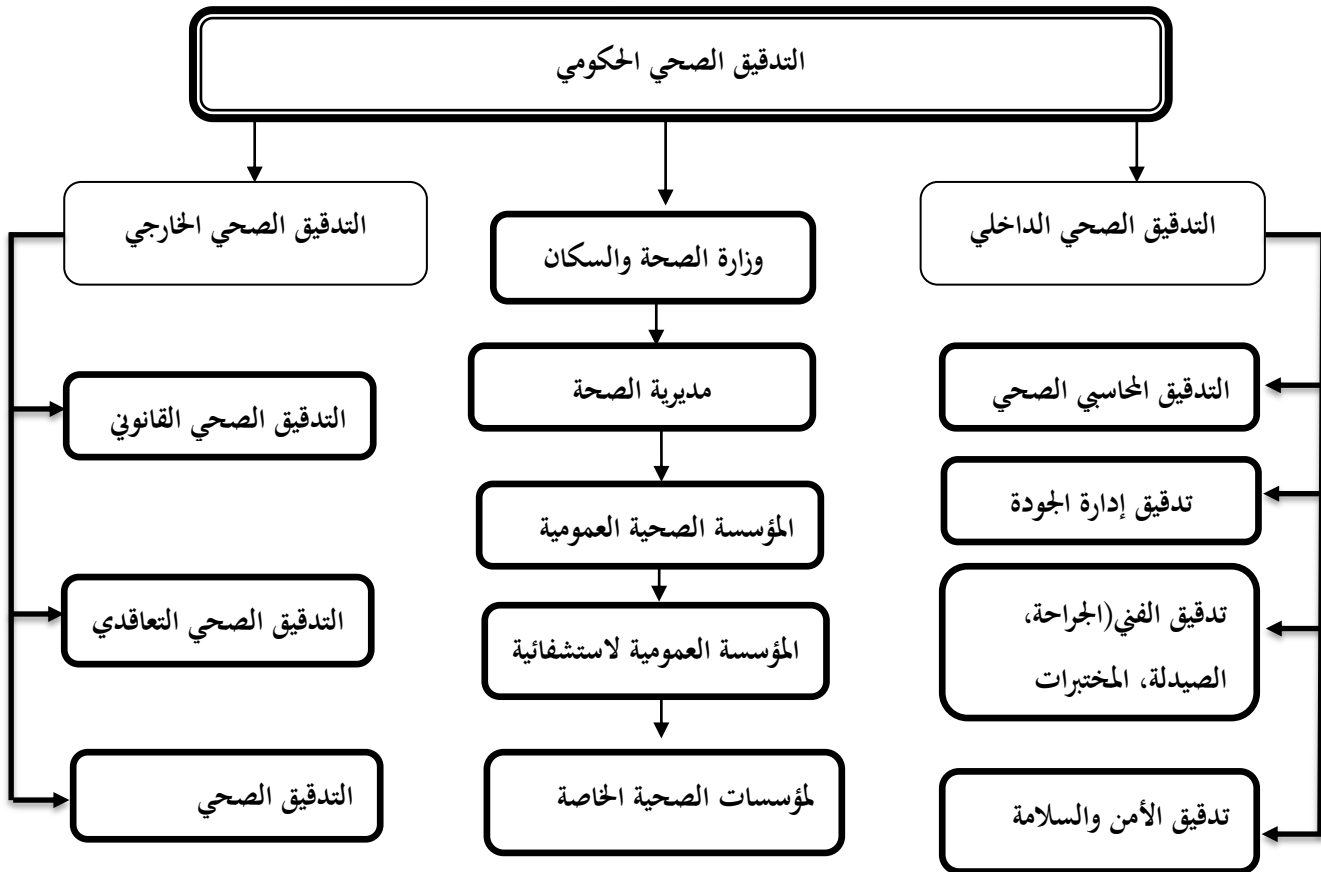 التدقيق الصحي الحكومي
التدقيق الصحي الداخلي
وزارة الصحة والسكان
التدقيق الصحي الخارجي
التدقيق المحاسبي الصحي
تدقيق إدارة الجودة
تدقيق الفني(الجراحة،
الصيدلة، المختبرات
تدقيق الأمن والسلامة
مديرية الصحة
المؤسسة الصحية العمومية
المؤسسة العمومية لاستشفائية
لمؤسسات الصحية الخاصة
التدقيق الصحي القانوني
التدقيق الصحي التعاقدي
التدقيق الصحي